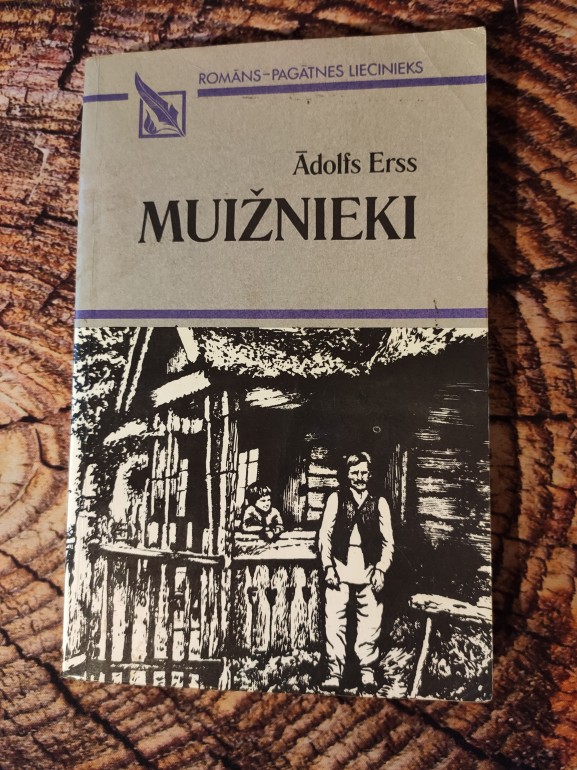 ROMĀNS–PAGĀTNES LIECINIEKS
Ādolfs Erss
MUIŽNIEKI